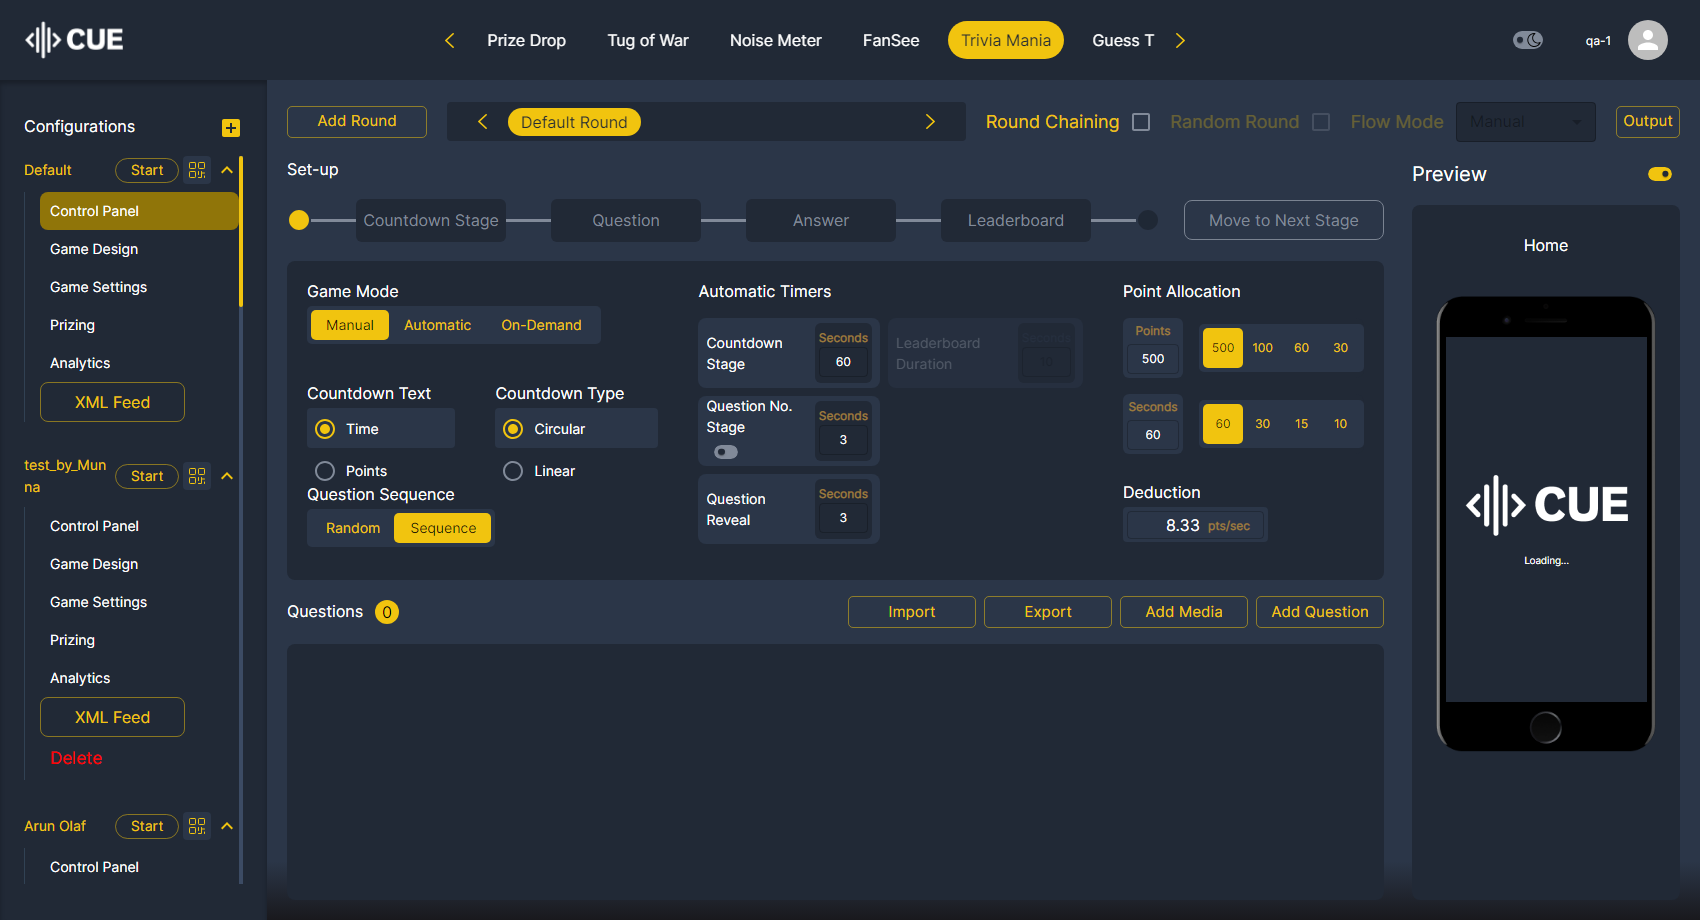 CUE
Prize Drop
Tug of War
Noise Meter
FanSee
Trivia Mania
Guess T
qa-1
Configurations
Default
Start
Control Panel
Game Design
Game Settings
Prizing
Analytics
XML Feed
test_by_Mun
na
Start
Control Panel
Game Design
Game Settings
Prizing
Analytics
XML Feed
Delete
Arun Olaf
Start
Control Panel
Add Round
Default Round
Round Chaining
Random Round
Flow Mode
Manual
Output
Set-up
Countdown Stage
Question
Answer
Leaderboard
Move to Next Stage
Game Mode
Manual
Automatic
On-Demand
Countdown Text
Time
Points
Countdown Type
Circular
Linear
Question Sequence
Random
Sequence
Automatic Timers
Countdown
Stage
Seconds
60
Leaderboard
Duration
Seconds
10
Question No.
Stage
Seconds
3
Question
Reveal
Seconds
3
Point Allocation
Points
500
500
100
60
30
Seconds
60
60
30
15
10
Deduction
8.33 pts/sec
Questions 0
Import
Export
Add Media
Add Question
Preview
Home
CUE
Loading...